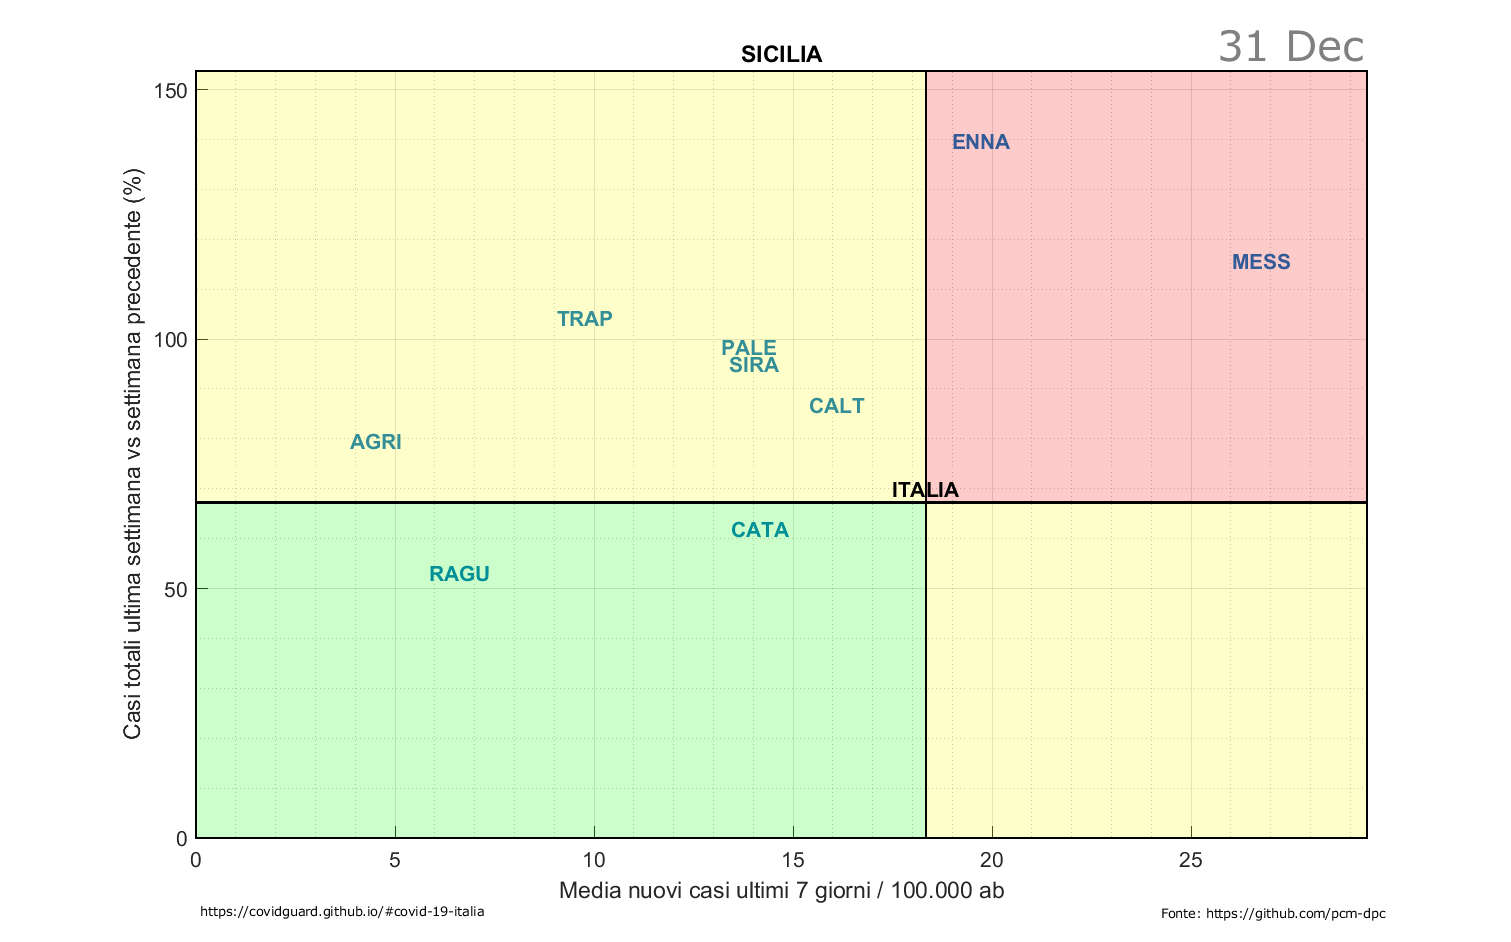 31 Dec
SICILIA
Casi totali ultima settimana vs settimana precedente (%)
150
100
50
0
ENNA
MESS
TRAP
PALE
SIRA
CALT
AGRI
ITALIA
CATA
RAGU
0 5 10 15 20 25
Media nuovi casi ultimi 7 giorni / 100.000 ab
https://covidguard.github.io/#covid-19-italia
Fonte: https://github.com/pcm-dpc